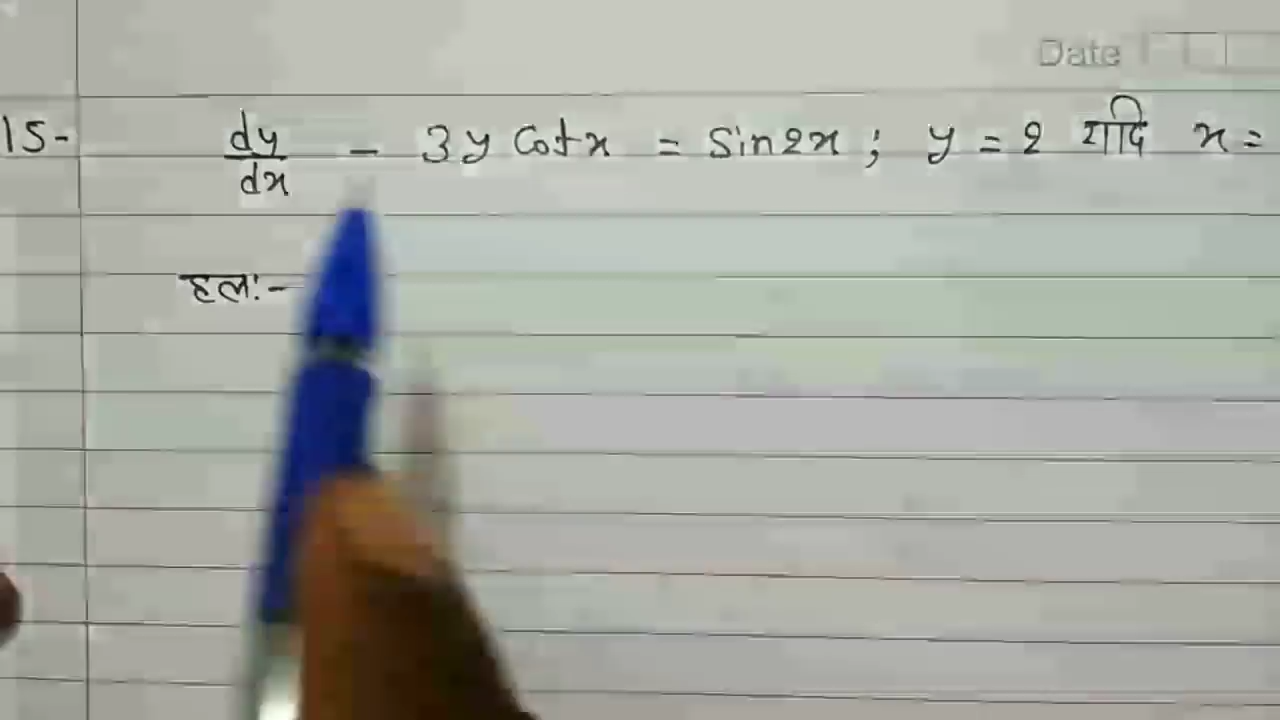 Date
15- dy/dx - 3y Cotx = Sin2x ; y = 2 यदि x =
हल:-